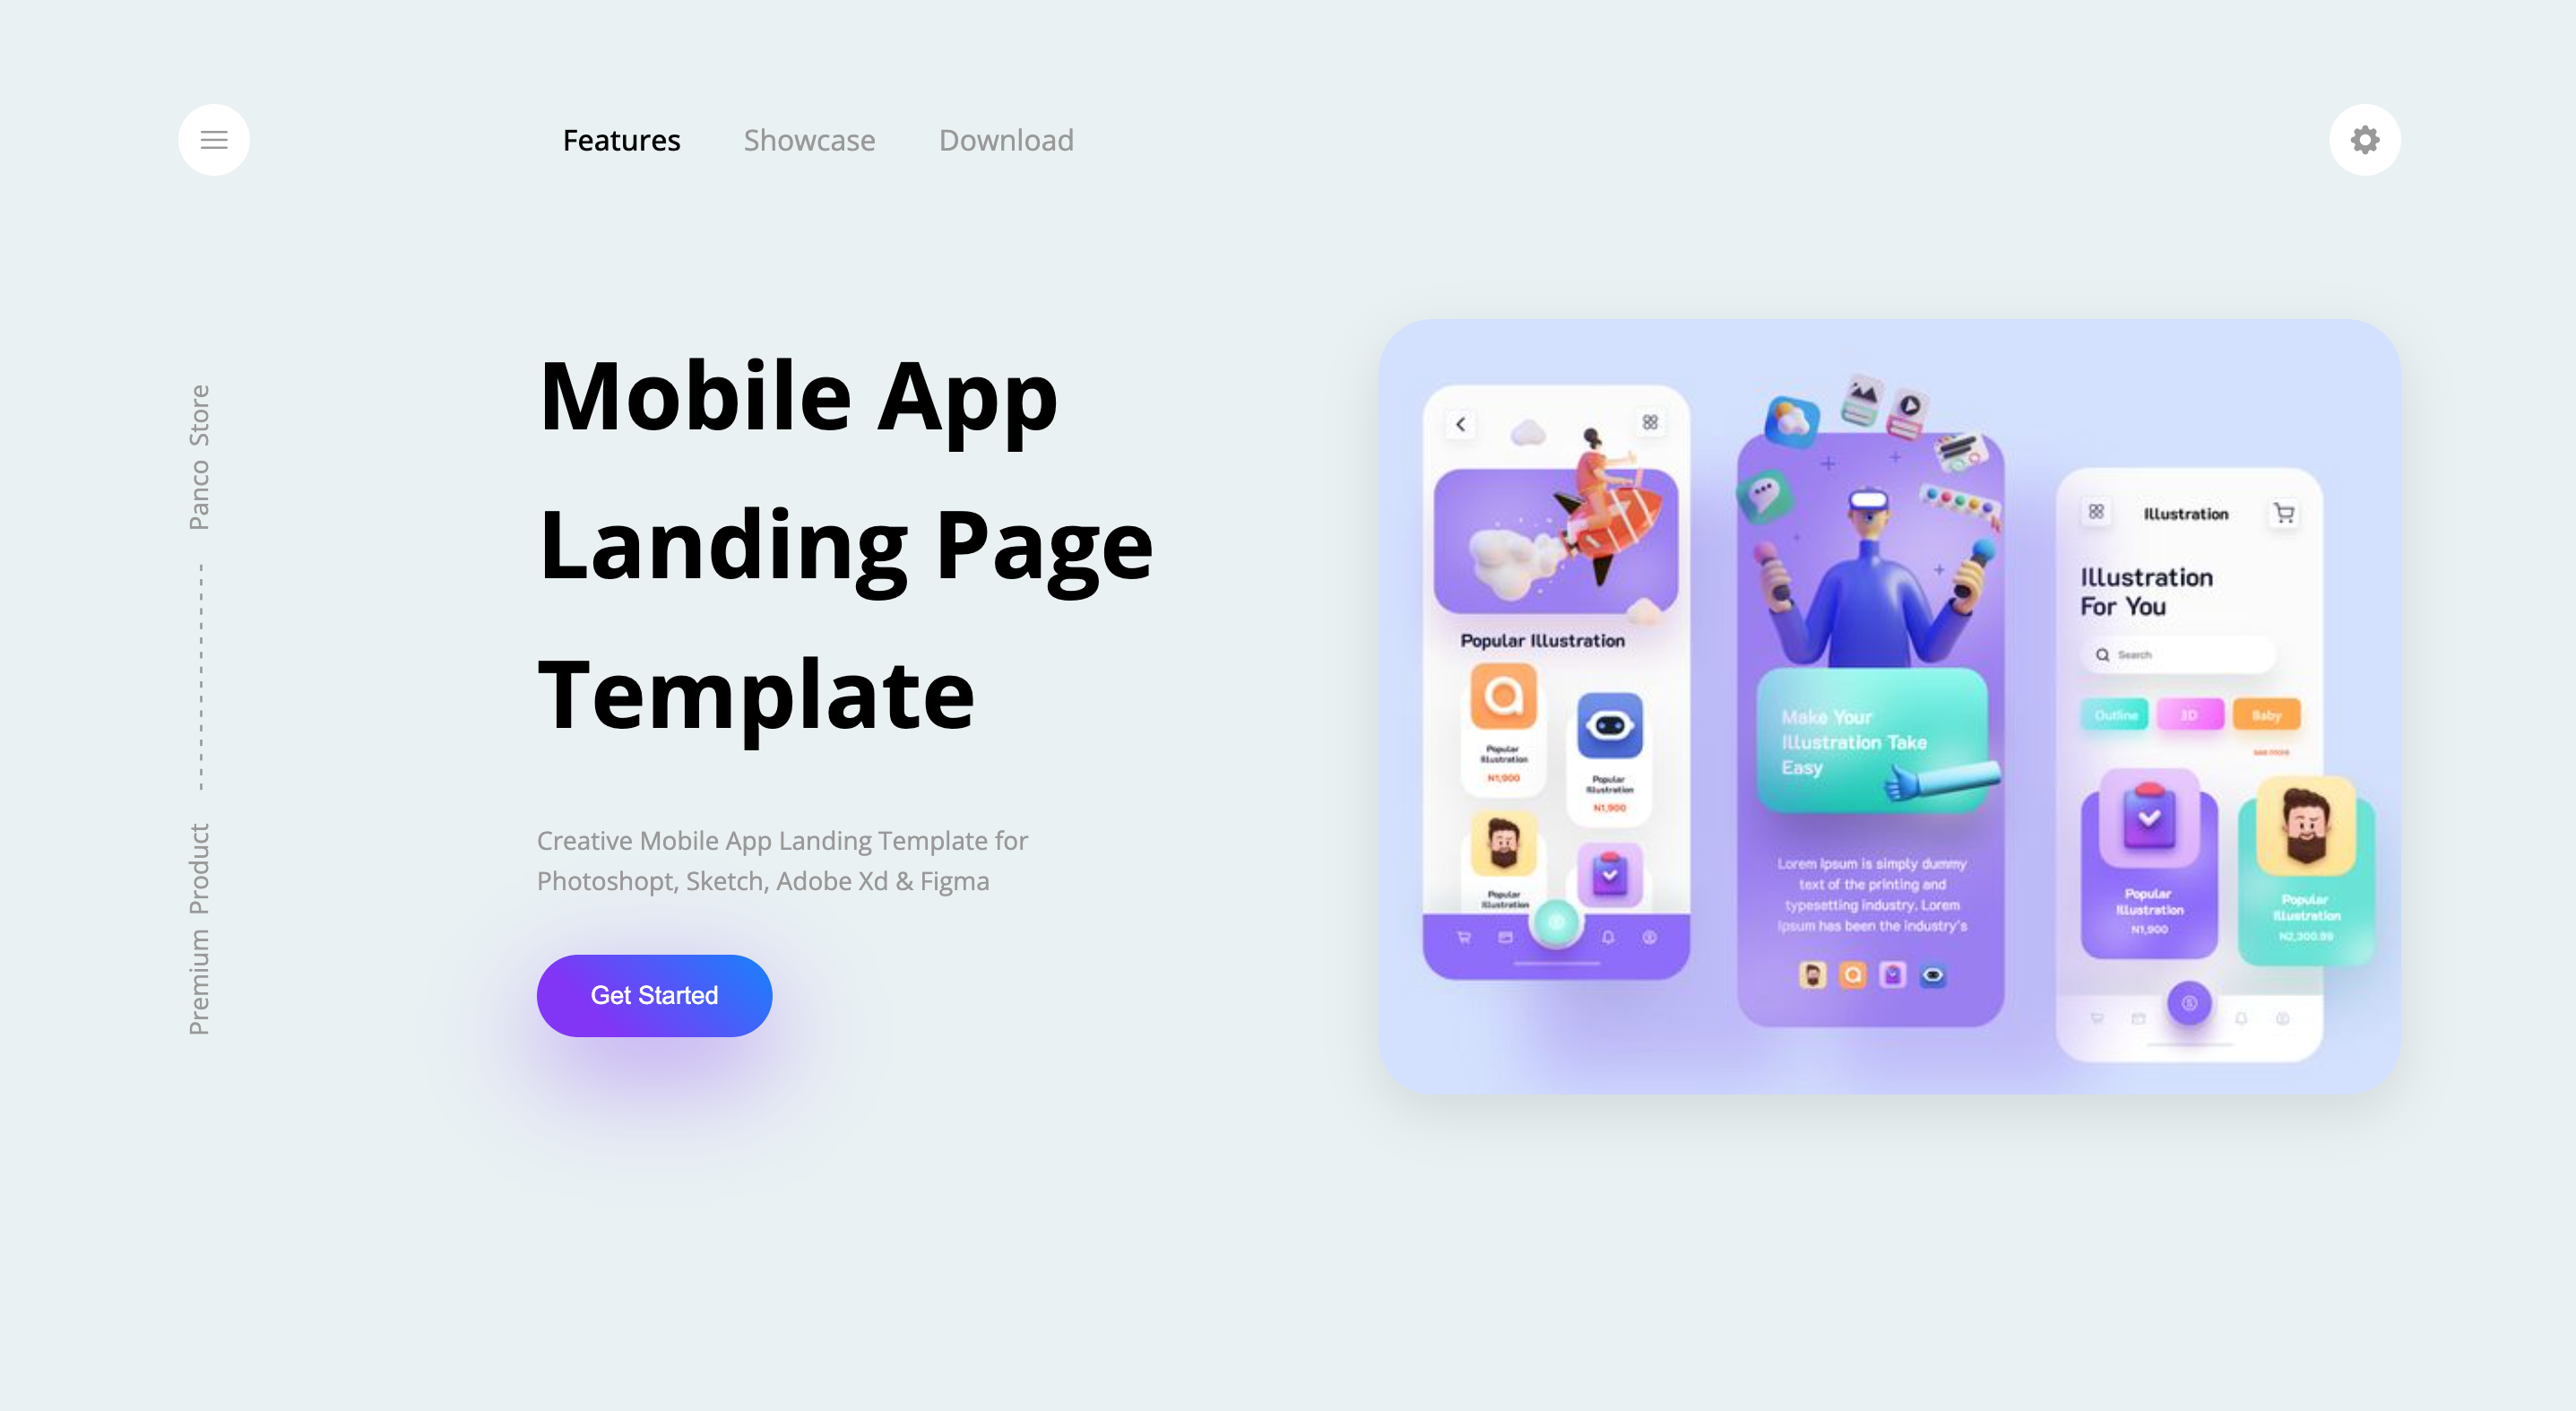 Features Showcase Download
Panco Store
Premium Product
Mobile App
Landing Page
Template
Creative Mobile App Landing Template for
Photoshopt, Sketch, Adobe Xd & Figma
Get Started
Popular Illustration
Popular
Illustration
N1,900
Popular
Illustration
N1,900
Popular
Illustration
Make Your
Illustration Take
Easy
Lorem Ipsum is simply dummy
text of the printing and
typesetting industry. Lorem
Ipsum has been the industry's
Illustration
Illustration
For You
Search
Outline 3D Baby
see more
Popular
Illustration
N1,900
Popular
Illustration
N2,300.99